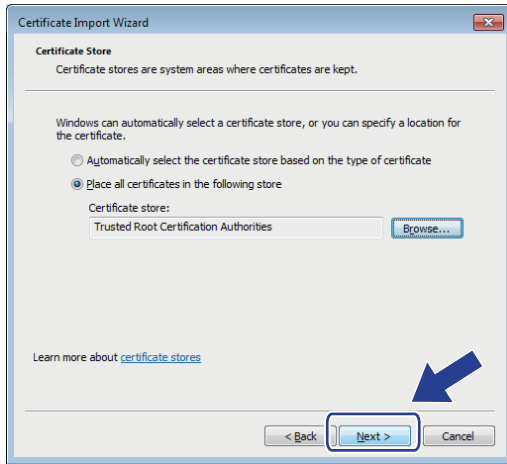 Certificate Import Wizard
Certificate Store
Certificate stores are system areas where certificates are kept.
Windows can automatically select a certificate store, or you can specify a location for
the certificate.
Automatically select the certificate store based on the type of certificate
Place all certificates in the following store
Certificate store:
Trusted Root Certification Authorities
Browse...
Learn more about certificate stores
< Back
Next >
Cancel